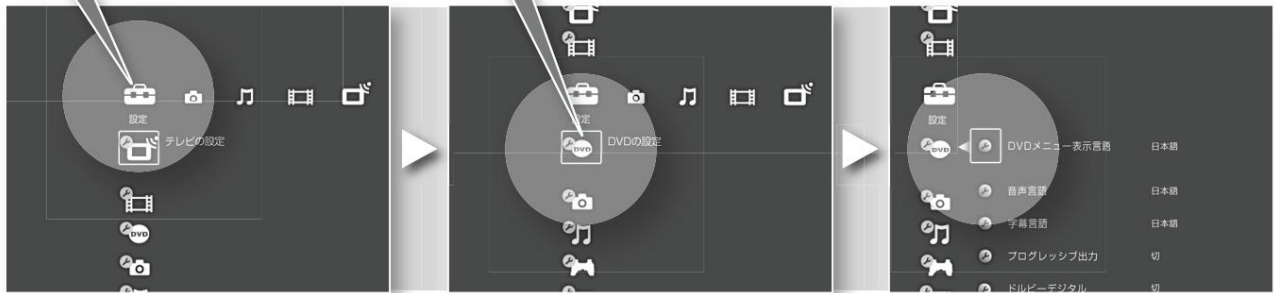 設定
テレビの設定
DVD
設定
DVDの設定
DVD
設定
DVD
DVDメニュー表示言語 日本語
音声言語 日本語
字幕言語 日本語
プログレッシブ出力 切
ドルビーデジタル 切